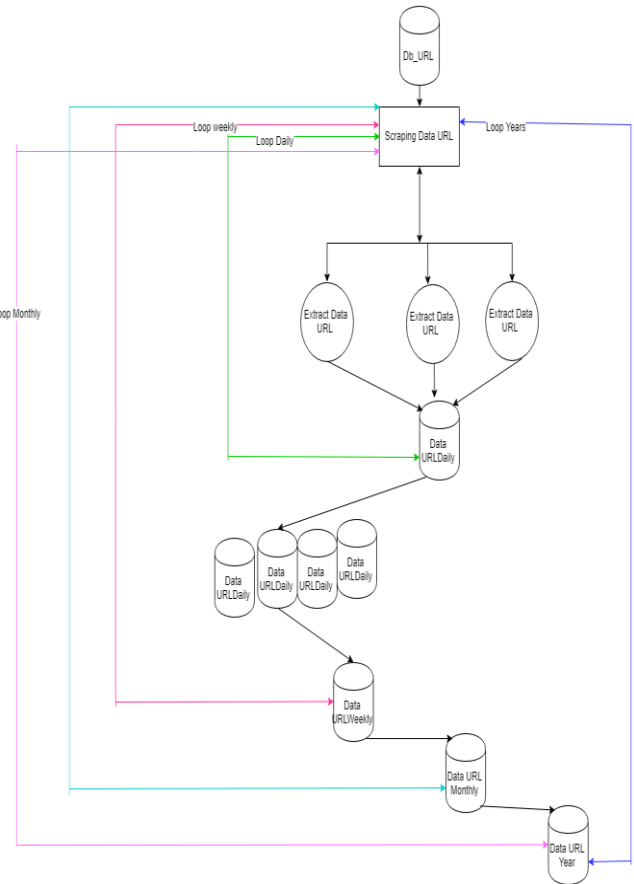 Db_URL
Loop weekly
Loop Years
Scraping Data URL
Loop Daily
oop Monthly
Extract Data
URL
Extract Data
URL
Extract Data
URL
Data
URLDaily
Data
URLDaily
Data
URLDaily
Data
URLDaily
Data
URLDaily
Data
URLWeekly
Data URL
Monthly
Data URL
Year